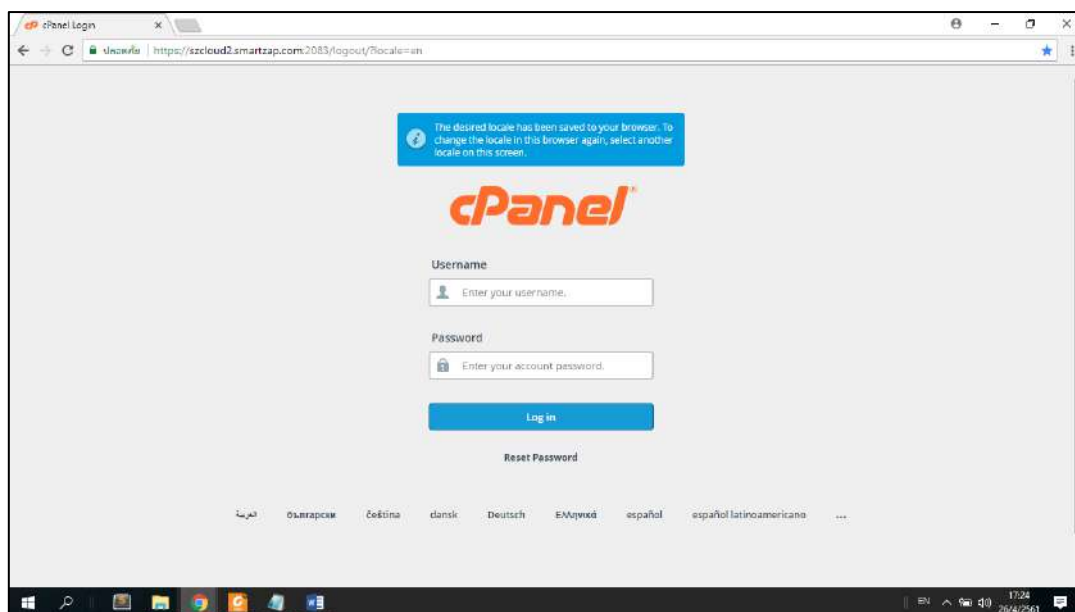 cPanel Login
ปลอดภัย https://szcloud2.smartzap.com:2083/logout/?locale=en
The desired locale has been saved to your browser. To
change the locale in this browser again, select another
locale on this screen.
cPanel®
Username
Enter your username.
Password
Enter your account password.
Log in
Reset Password
العربية български čeština dansk Deutsch Ελληνικά español español latinoamericano ...
EN 17:24
26/4/2561